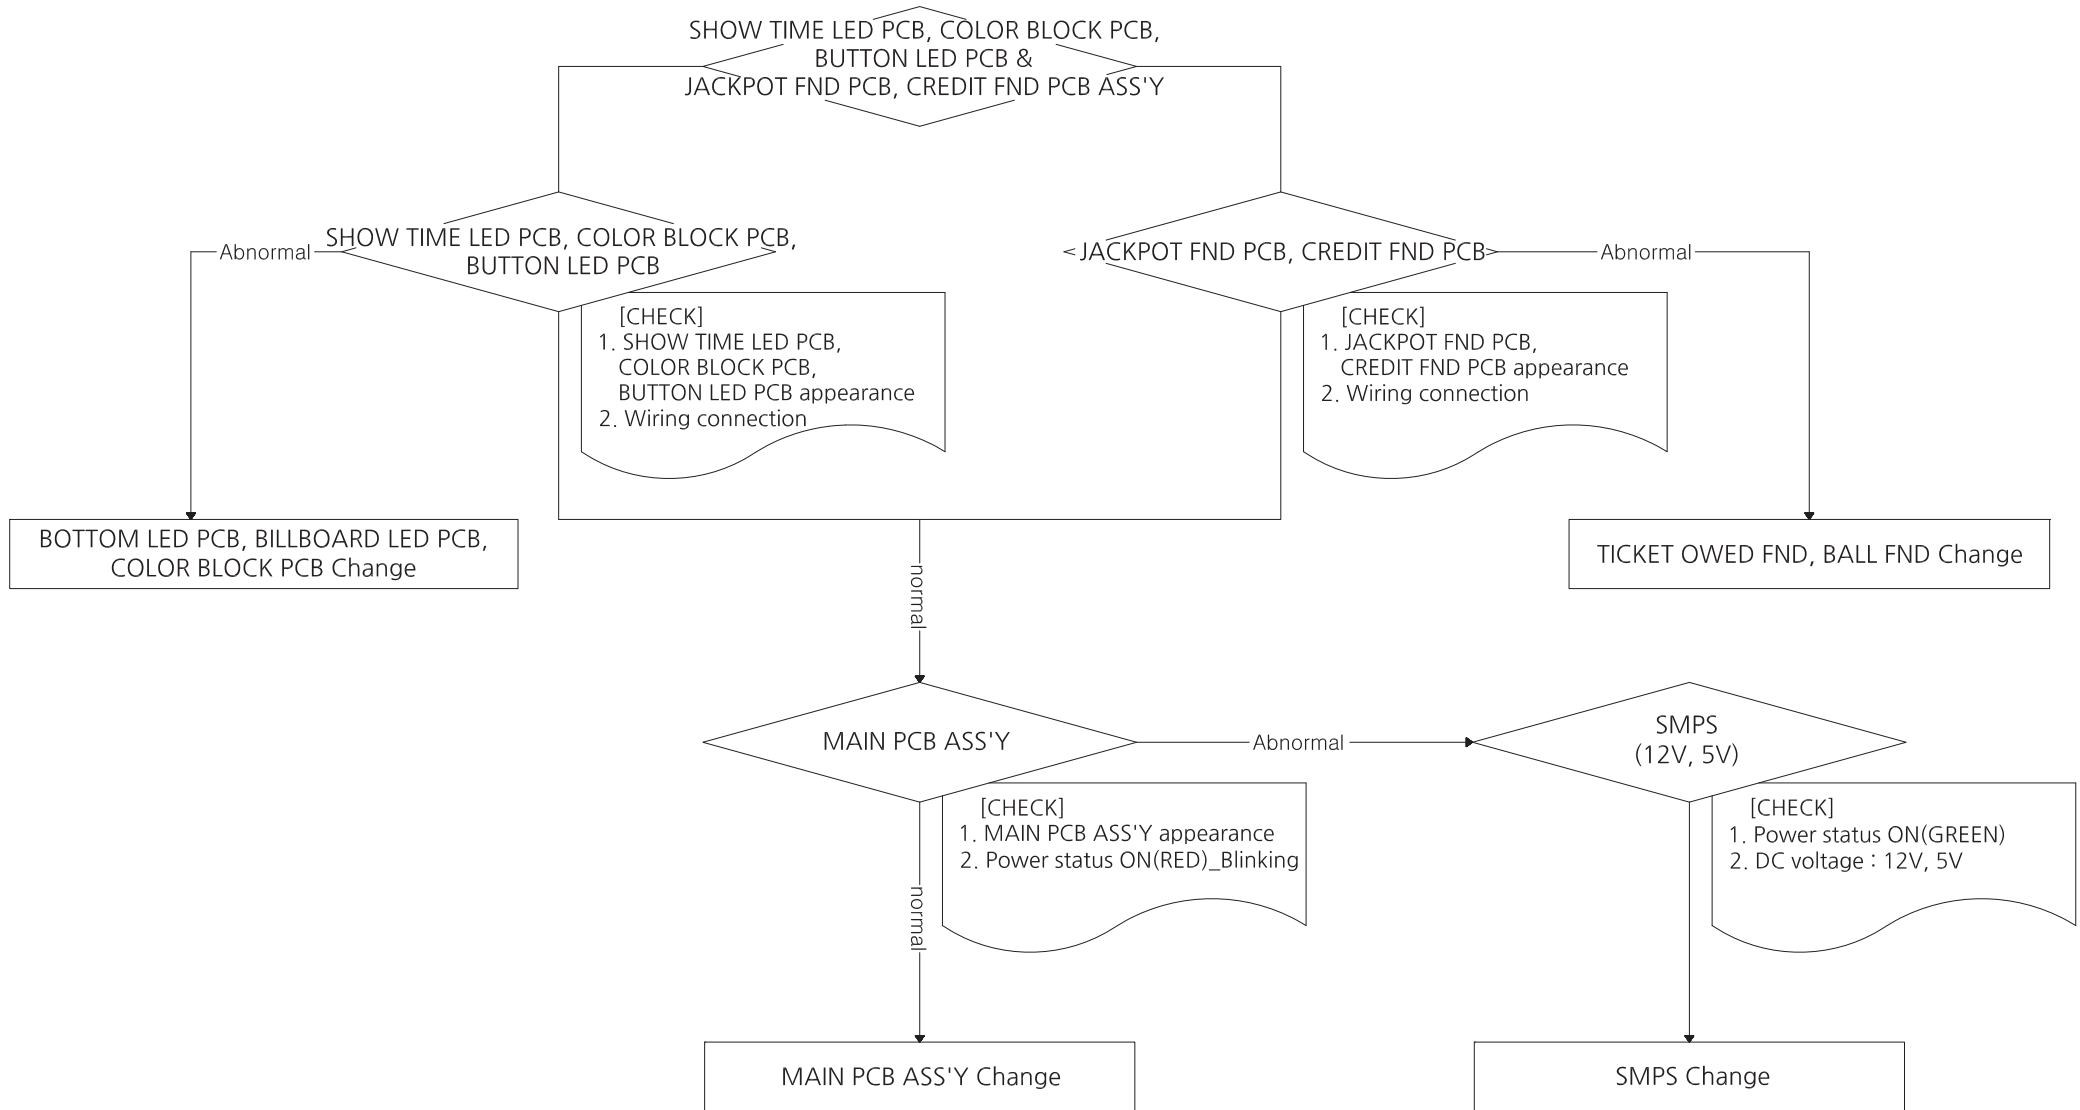 SHOW TIME LED PCB, COLOR BLOCK PCB,
BUTTON LED PCB &
JACKPOT FND PCB, CREDIT FND PCB ASS'Y
Abnormal
SHOW TIME LED PCB, COLOR BLOCK PCB,
BUTTON LED PCB
JACKPOT FND PCB, CREDIT FND PCB
Abnormal
[CHECK]
1. SHOW TIME LED PCB,
COLOR BLOCK PCB,
BUTTON LED PCB appearance
2. Wiring connection
[CHECK]
1. JACKPOT FND PCB,
CREDIT FND PCB appearance
2. Wiring connection
BOTTOM LED PCB, BILLBOARD LED PCB,
COLOR BLOCK PCB Change
TICKET OWED FND, BALL FND Change
normal
MAIN PCB ASS'Y
Abnormal
SMPS
(12V, 5V)
[CHECK]
1. MAIN PCB ASS'Y appearance
2. Power status ON(RED)_Blinking
[CHECK]
1. Power status ON(GREEN)
2. DC voltage : 12V, 5V
normal
MAIN PCB ASS'Y Change
SMPS Change